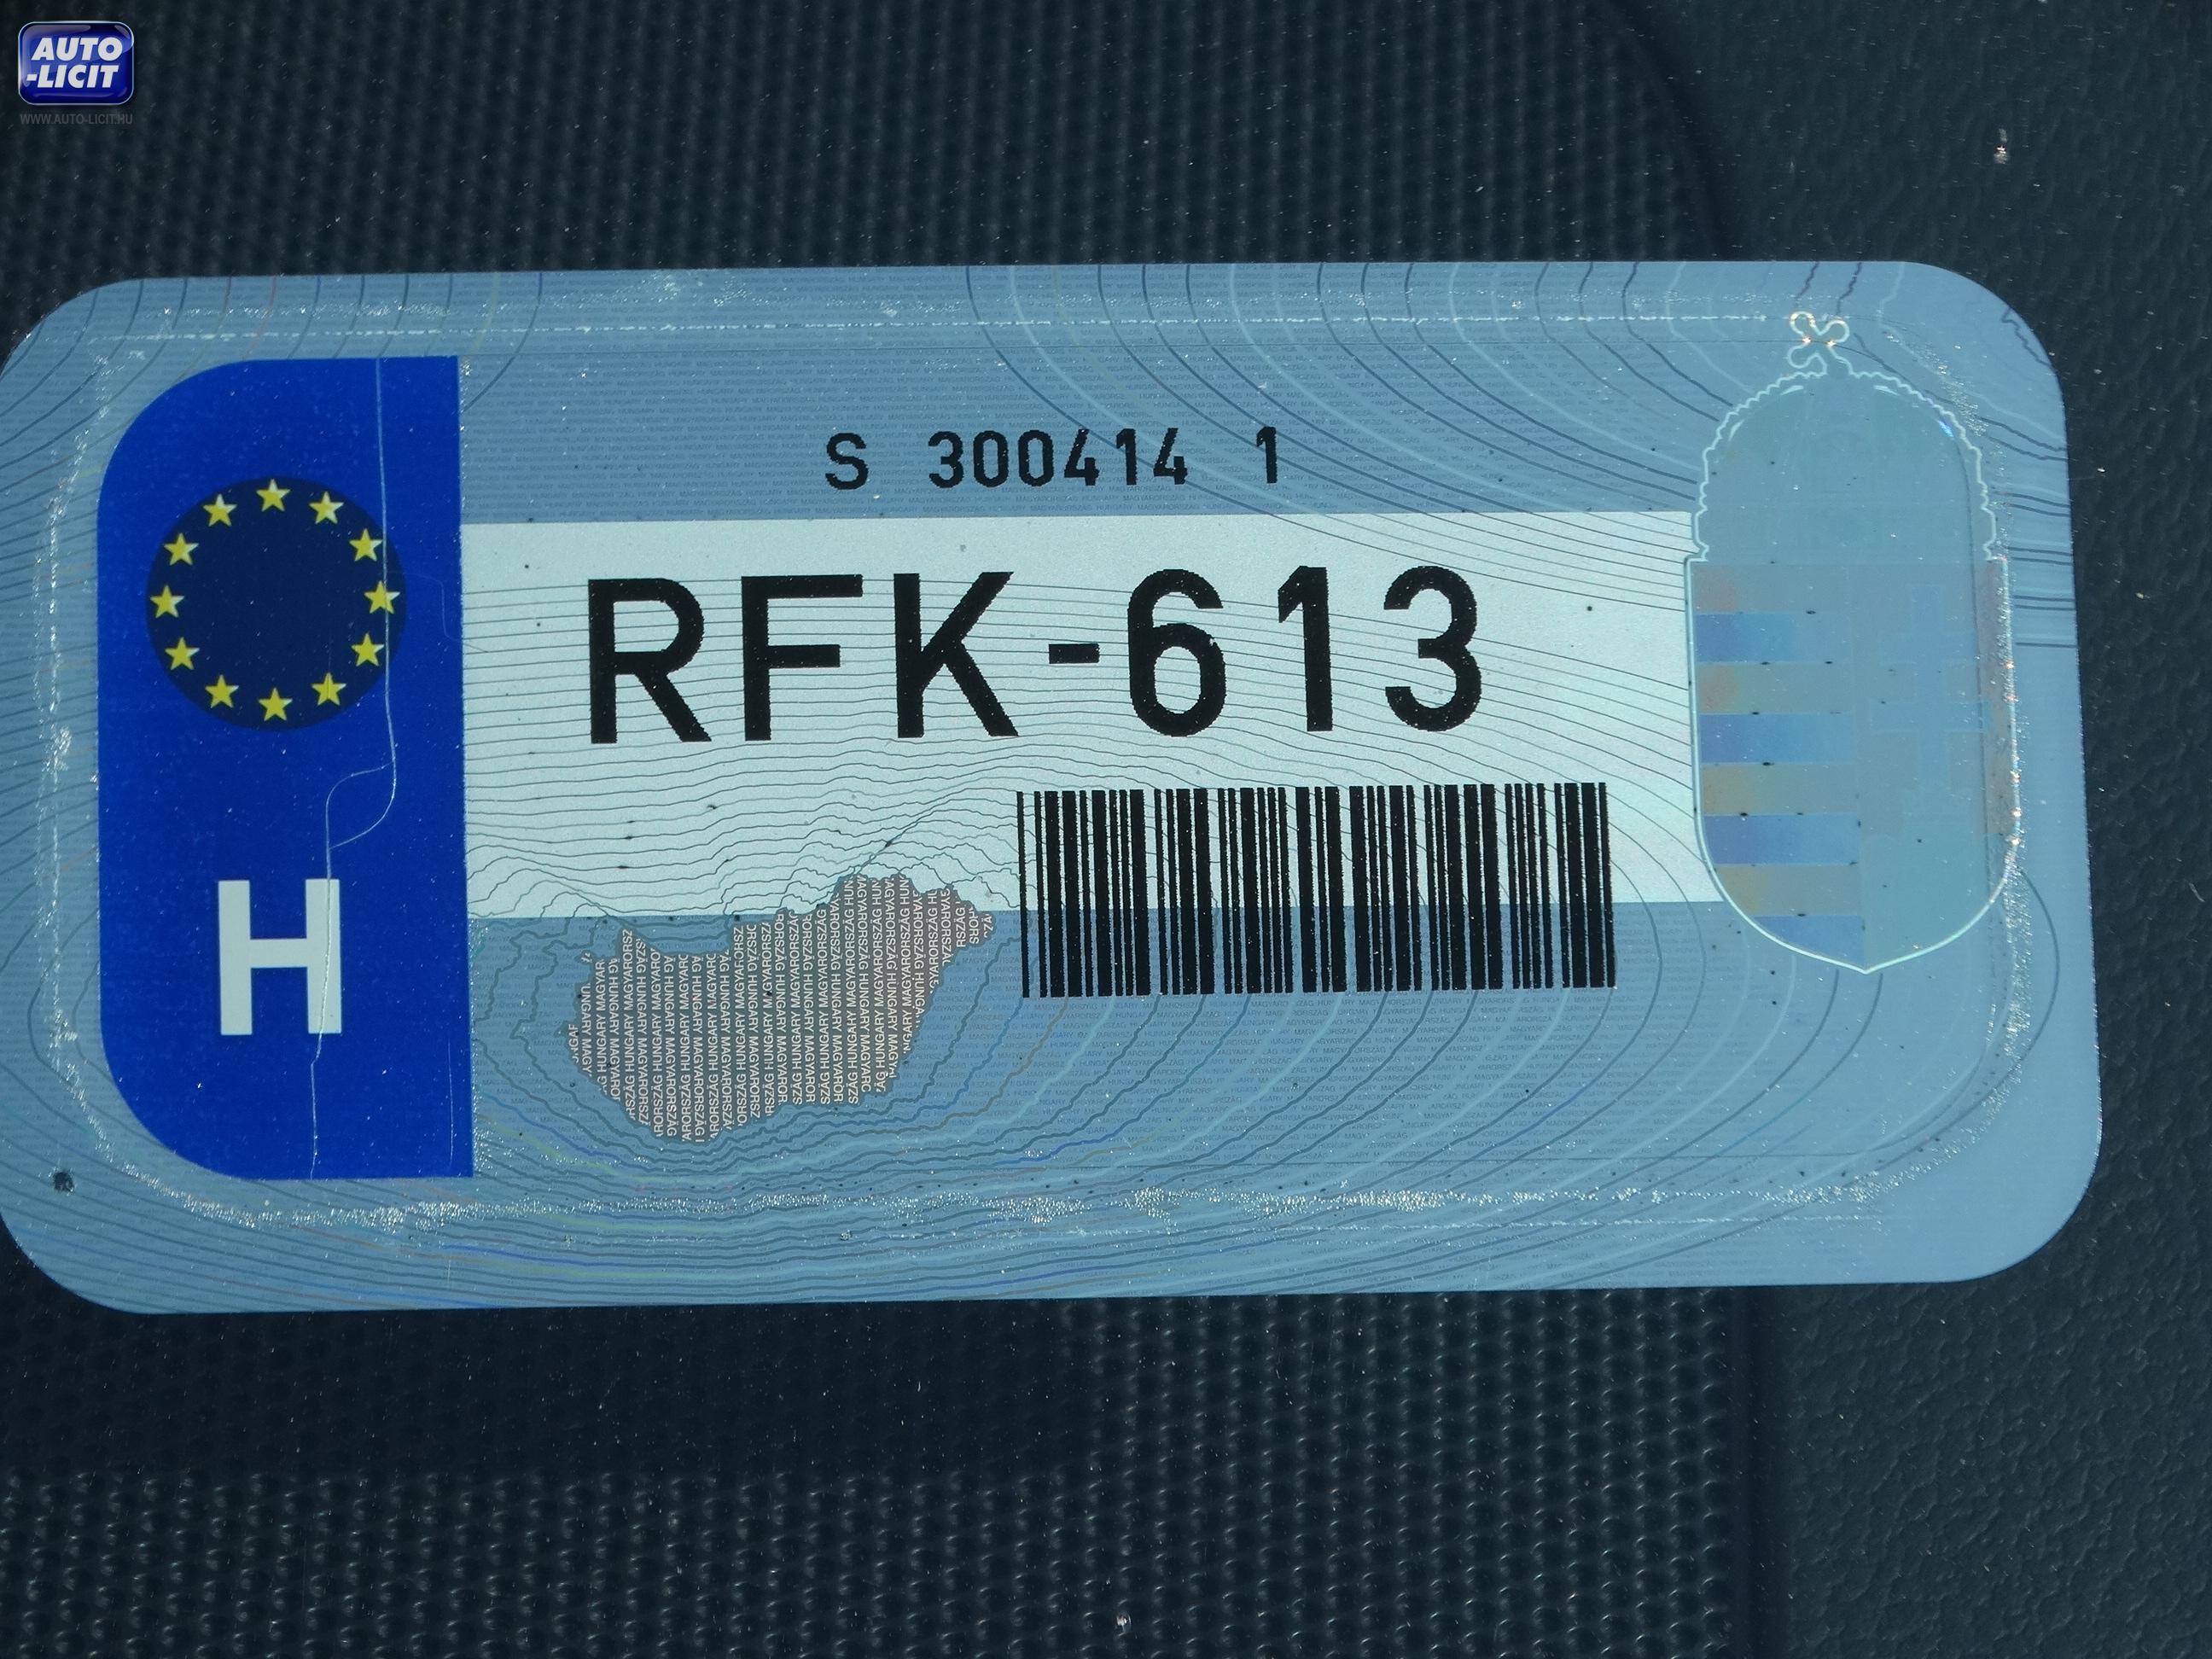 AUTO
-LICIT
WWW.AUTO-LICIT.HU
S 300414 1
RFK-613
H